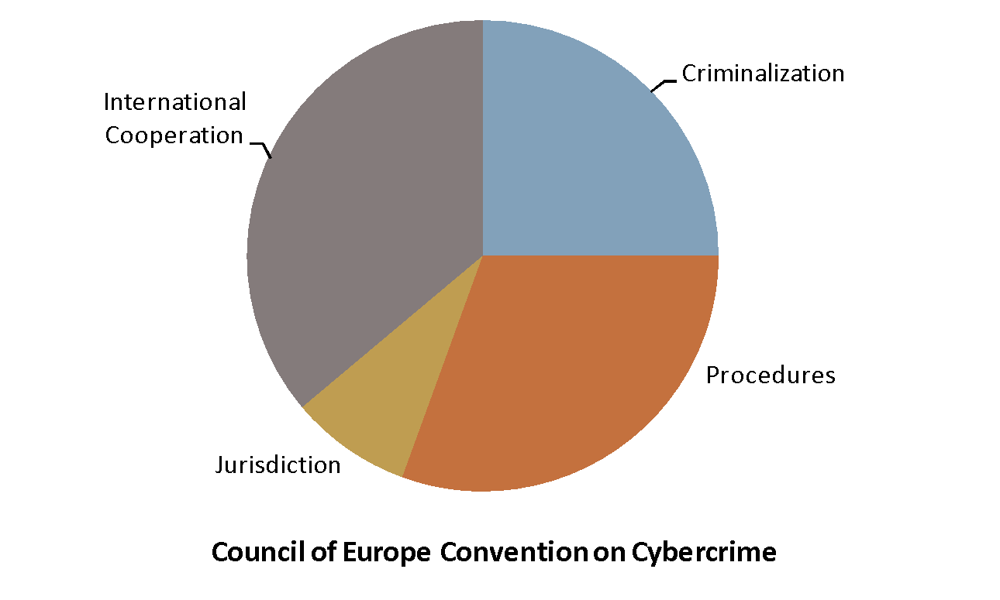 Criminalization
International
Cooperation
Procedures
Jurisdiction
Council of Europe Convention on Cybercrime